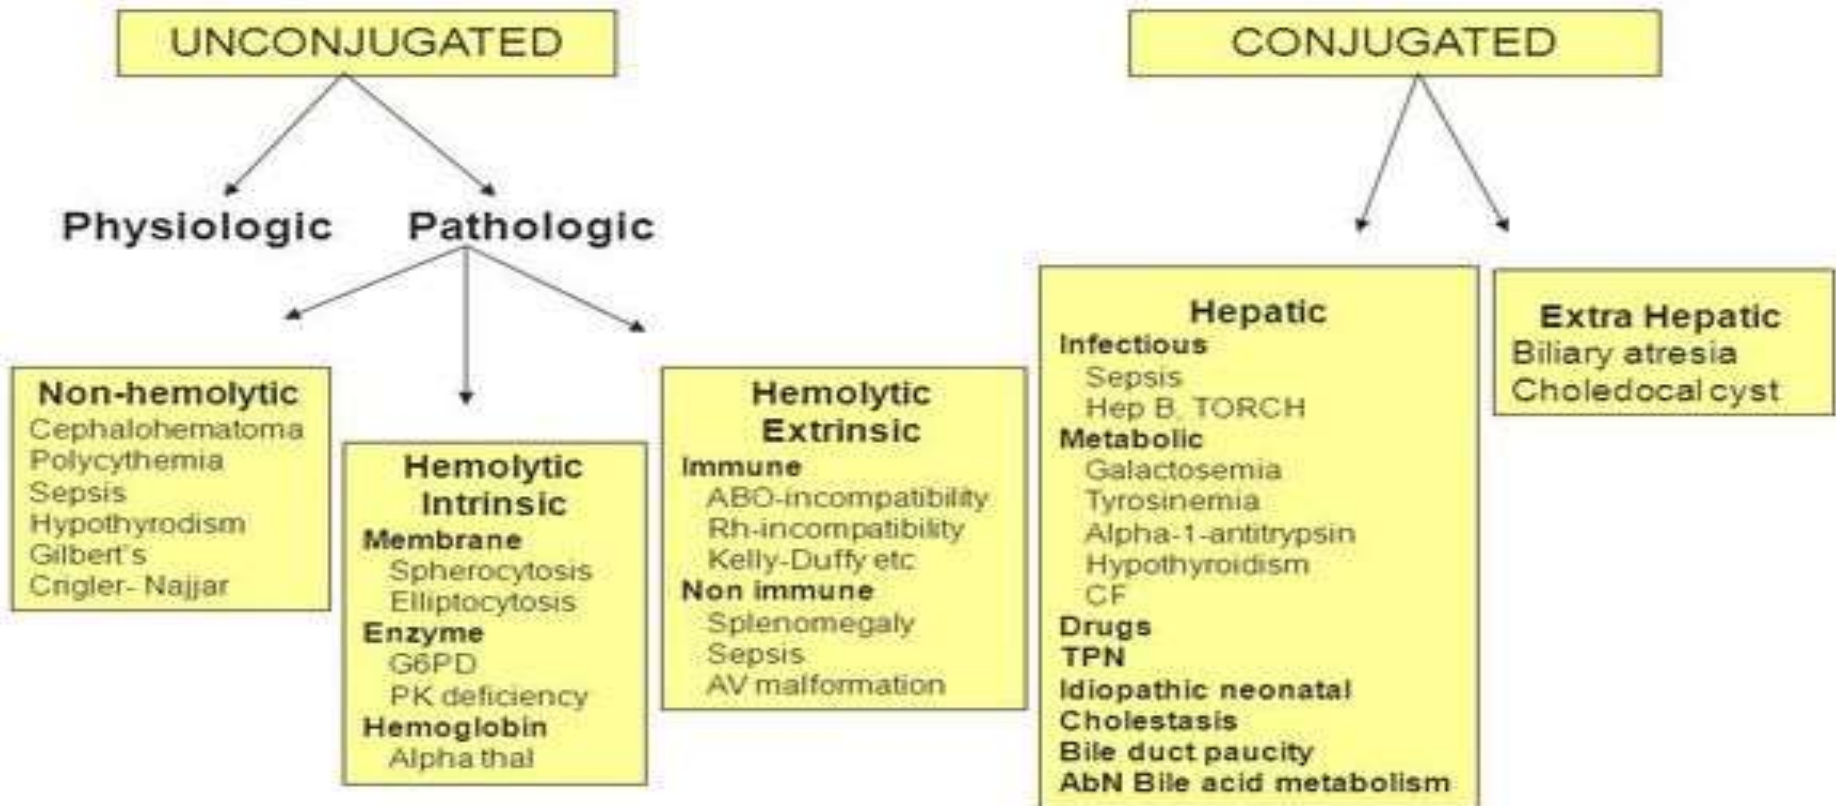 UNCONJUGATED
CONJUGATED
Physiologic
Pathologic
Non-hemolytic
Cephalohematoma
Polycythemia
Sepsis
Hypothyrodism
Gilbert's
Crigler- Najjar
Hemolytic
Intrinsic
Membrane
Spherocytosis
Elliptocytosis
Enzyme
G6PD
PK deficiency
Hemoglobin
Alpha thal
Hemolytic
Extrinsic
Immune
ABO-incompatibility
Rh-incompatibility
Kelly-Duffy etc
Non immune
Splenomegaly
Sepsis
AV malformation
Hepatic
Infectious
Sepsis
Hep B, TORCH
Metabolic
Galactosemia
Tyrosinemia
Alpha-1-antitrypsin
Hypothyroidism
CF
Drugs
TPN
Idiopathic neonatal
Cholestasis
Bile duct paucity
AbN Bile acid metabolism
Extra Hepatic
Biliary atresia
Choledocal cyst